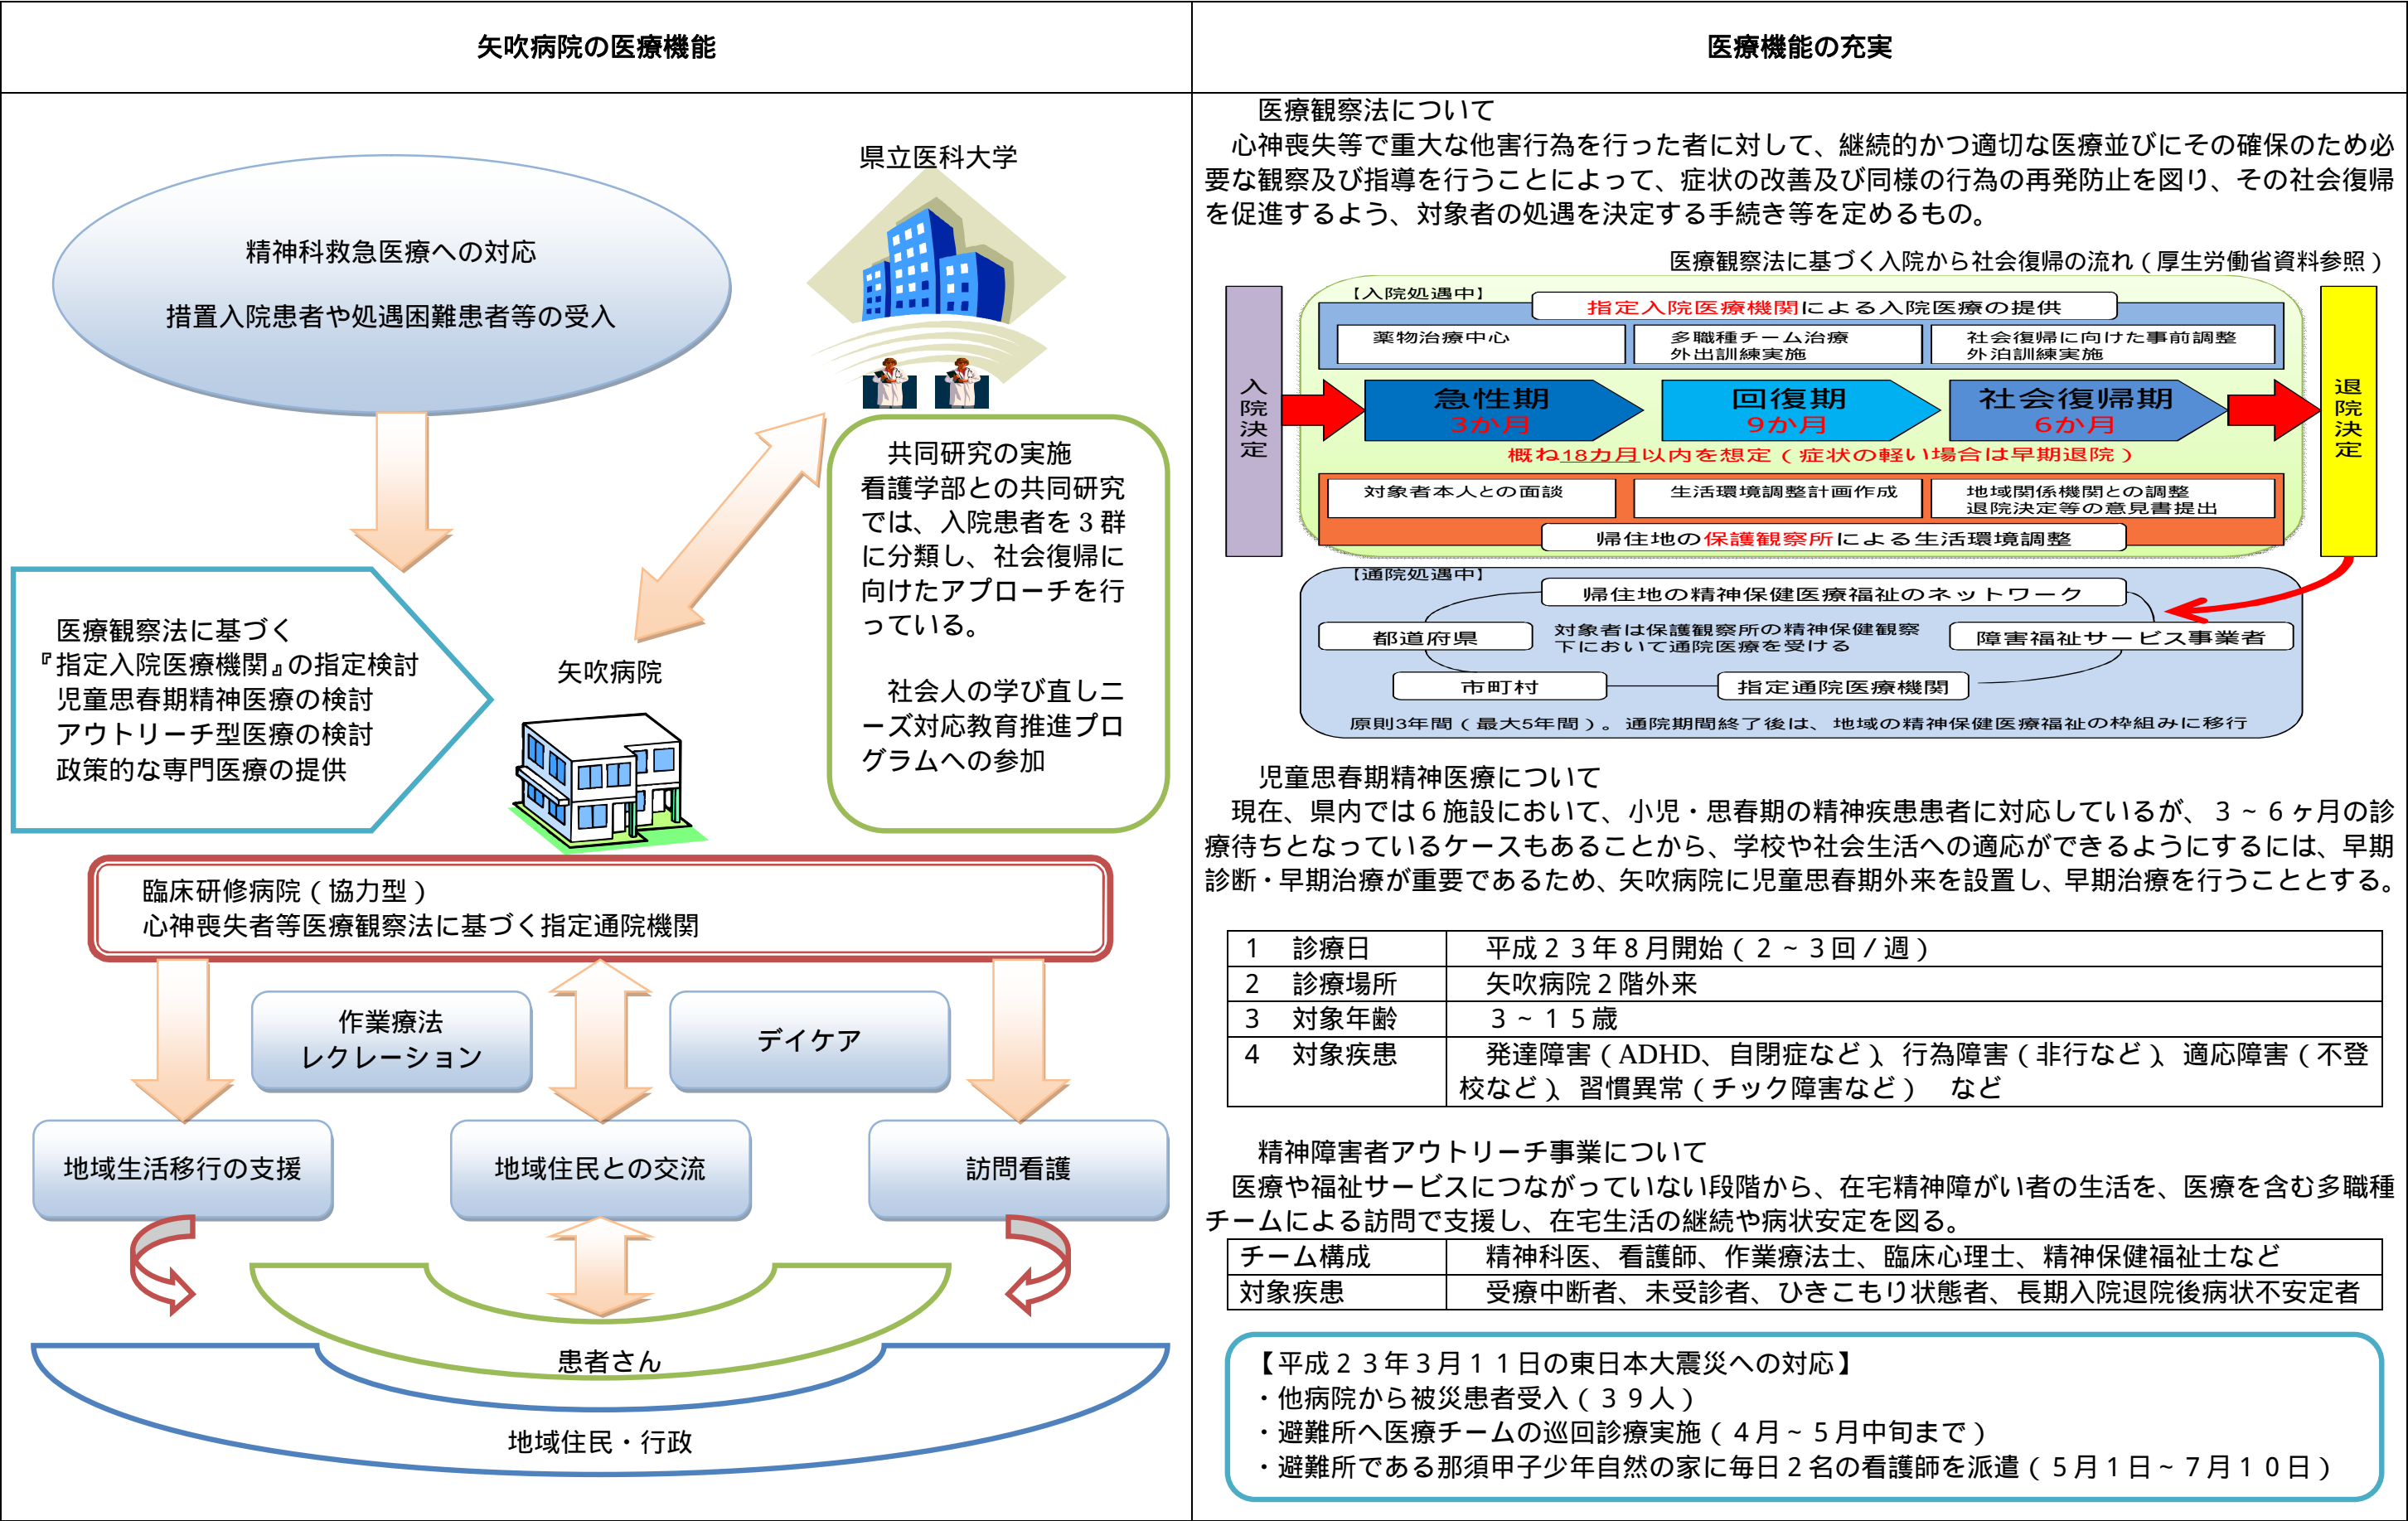 矢吹病院の医療機能
精神科救急医療への対応
措置入院患者や処遇困難患者等の受入
県立医科大学
共同研究の実施
看護学部との共同研究
では、入院患者を３群
に分類し、社会復帰に
向けたアプローチを行
っている。
社会人の学び直しニ
ーズ対応教育推進プロ
グラムへの参加
医療観察法に基づく
『指定入院医療機関』の指定検討
児童思春期精神医療の検討
アウトリーチ型医療の検討
政策的な専門医療の提供
矢吹病院
臨床研修病院（協力型）
心神喪失者等医療観察法に基づく指定通院機関
作業療法
レクレーション
デイケア
地域生活移行の支援
地域住民との交流
訪問看護
患者さん
地域住民・行政
医療機能の充実
医療観察法について
心神喪失等で重大な他害行為を行った者に対して、継続的かつ適切な医療並びにその確保のため必
要な観察及び指導を行うことによって、症状の改善及び同様の行為の再発防止を図り、その社会復帰
を促進するよう、対象者の処遇を決定する手続き等を定めるもの。
医療観察法に基づく入院から社会復帰の流れ（厚生労働省資料参照）
入院決定
【入院処遇中】
指定入院医療機関による入院医療の提供
薬物治療中心
多職種チーム治療
外出訓練実施
社会復帰に向けた事前調整
外泊訓練実施
急性期
3か月
回復期
9か月
社会復帰期
6か月
概ね18カ月以内を想定（症状の軽い場合は早期退院）
対象者本人との面談
生活環境調整計画作成
地域関係機関との調整
退院決定等の意見書提出
帰住地の保護観察所による生活環境調整
退院決定
【通院処遇中】
帰住地の精神保健医療福祉のネットワーク
都道府県
対象者は保護観察所の精神保健観察
下において通院医療を受ける
障害福祉サービス事業者
市町村
指定通院医療機関
原則3年間（最大5年間）。通院期間終了後は、地域の精神保健医療福祉の枠組みに移行
児童思春期精神医療について
現在、県内では６施設において、小児・思春期の精神疾患患者に対応しているが、３～６ヶ月の診
療待ちとなっているケースもあることから、学校や社会生活への適応ができるようにするには、早期
診断・早期治療が重要であるため、矢吹病院に児童思春期外来を設置し、早期治療を行うこととする。
1　診療日　平成２３年８月開始（２～３回／週）
2　診療場所　矢吹病院２階外来
3　対象年齢　３～１５歳
4　対象疾患　発達障害（ADHD、自閉症など）、行為障害（非行など）、適応障害（不登
校など）、習慣異常（チック障害など）　など
精神障害者アウトリーチ事業について
医療や福祉サービスにつながっていない段階から、在宅精神障がい者の生活を、医療を含む多職種
チームによる訪問で支援し、在宅生活の継続や病状安定を図る。
チーム構成　精神科医、看護師、作業療法士、臨床心理士、精神保健福祉士など
対象疾患　受療中断者、未受診者、ひきこもり状態者、長期入院退院後病状不安定者
【平成２３年３月１１日の東日本大震災への対応】
・他病院から被災患者受入（３９人）
・避難所へ医療チームの巡回診療実施（４月～５月中旬まで）
・避難所である那須甲子少年自然の家に毎日２名の看護師を派遣（５月１日～７月１０日）